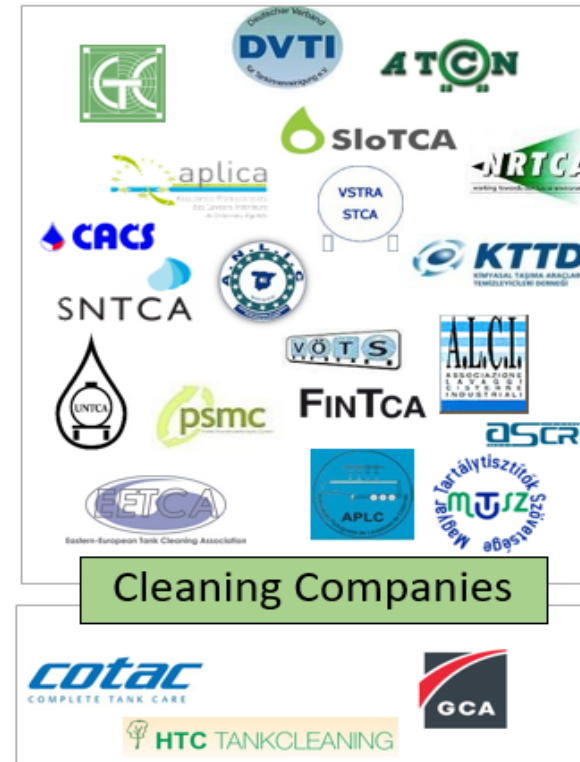 Deutscher Verband
DVTI
für Tankinnenreinigung e.V.
ATCN
SloTCA
NRTCA
aplica
VSTRA
STCA
CACS
A.N.L.I.C
KTTD
KİMYASAL TAŞIMA ARAÇLARI
TEMİZLEYİCİLERİ DERNEĞİ
SNTCA
VÖTS
A.L.C.I.
ASSOCIAZIONE
LAVAGGI
CISTERNE
INDUSTRIALI
UNTCA
psmc
FINTCA
ascr
EETCA
Eastern-European Tank Cleaning Association
APLC
Magyar Tartálytisztítók Szövetsége
MTSZ
Cleaning Companies
cotac
COMPLETE TANK CARE
GCA
HTC TANKCLEANING